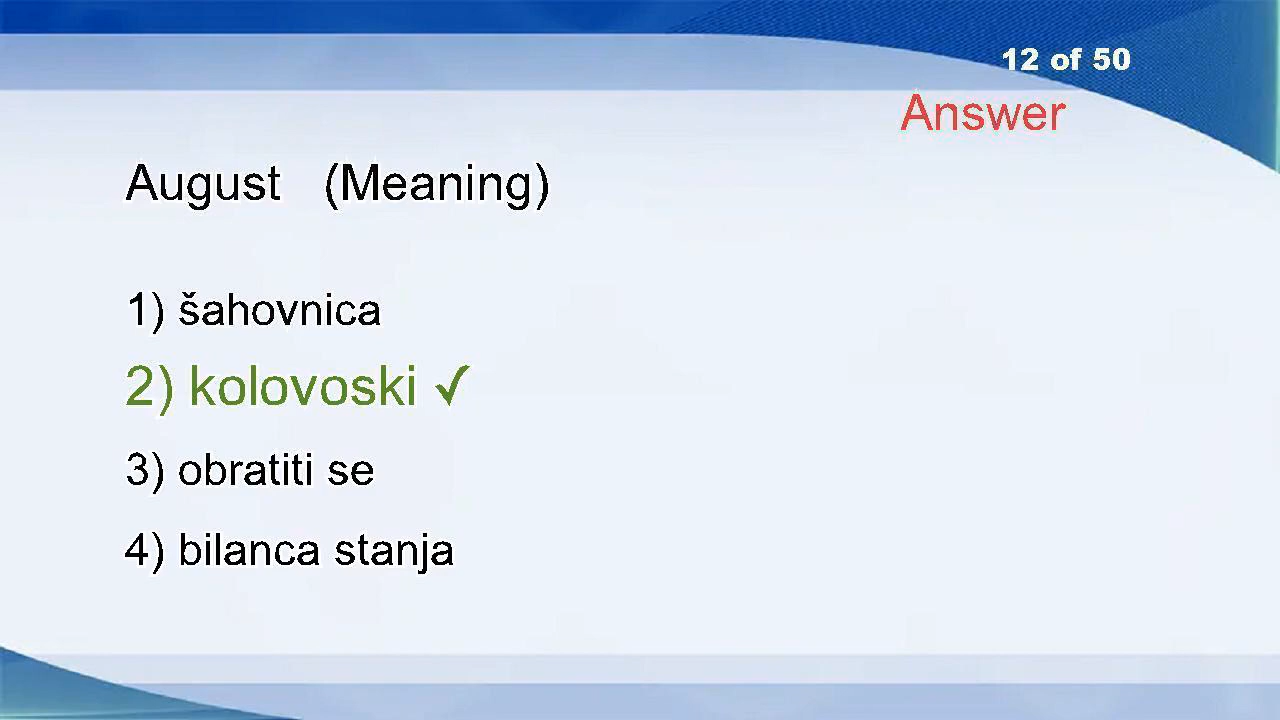 12 of 50
Answer
August (Meaning)
1) šahovnica
2) kolovoski ✓
3) obratiti se
4) bilanca stanja